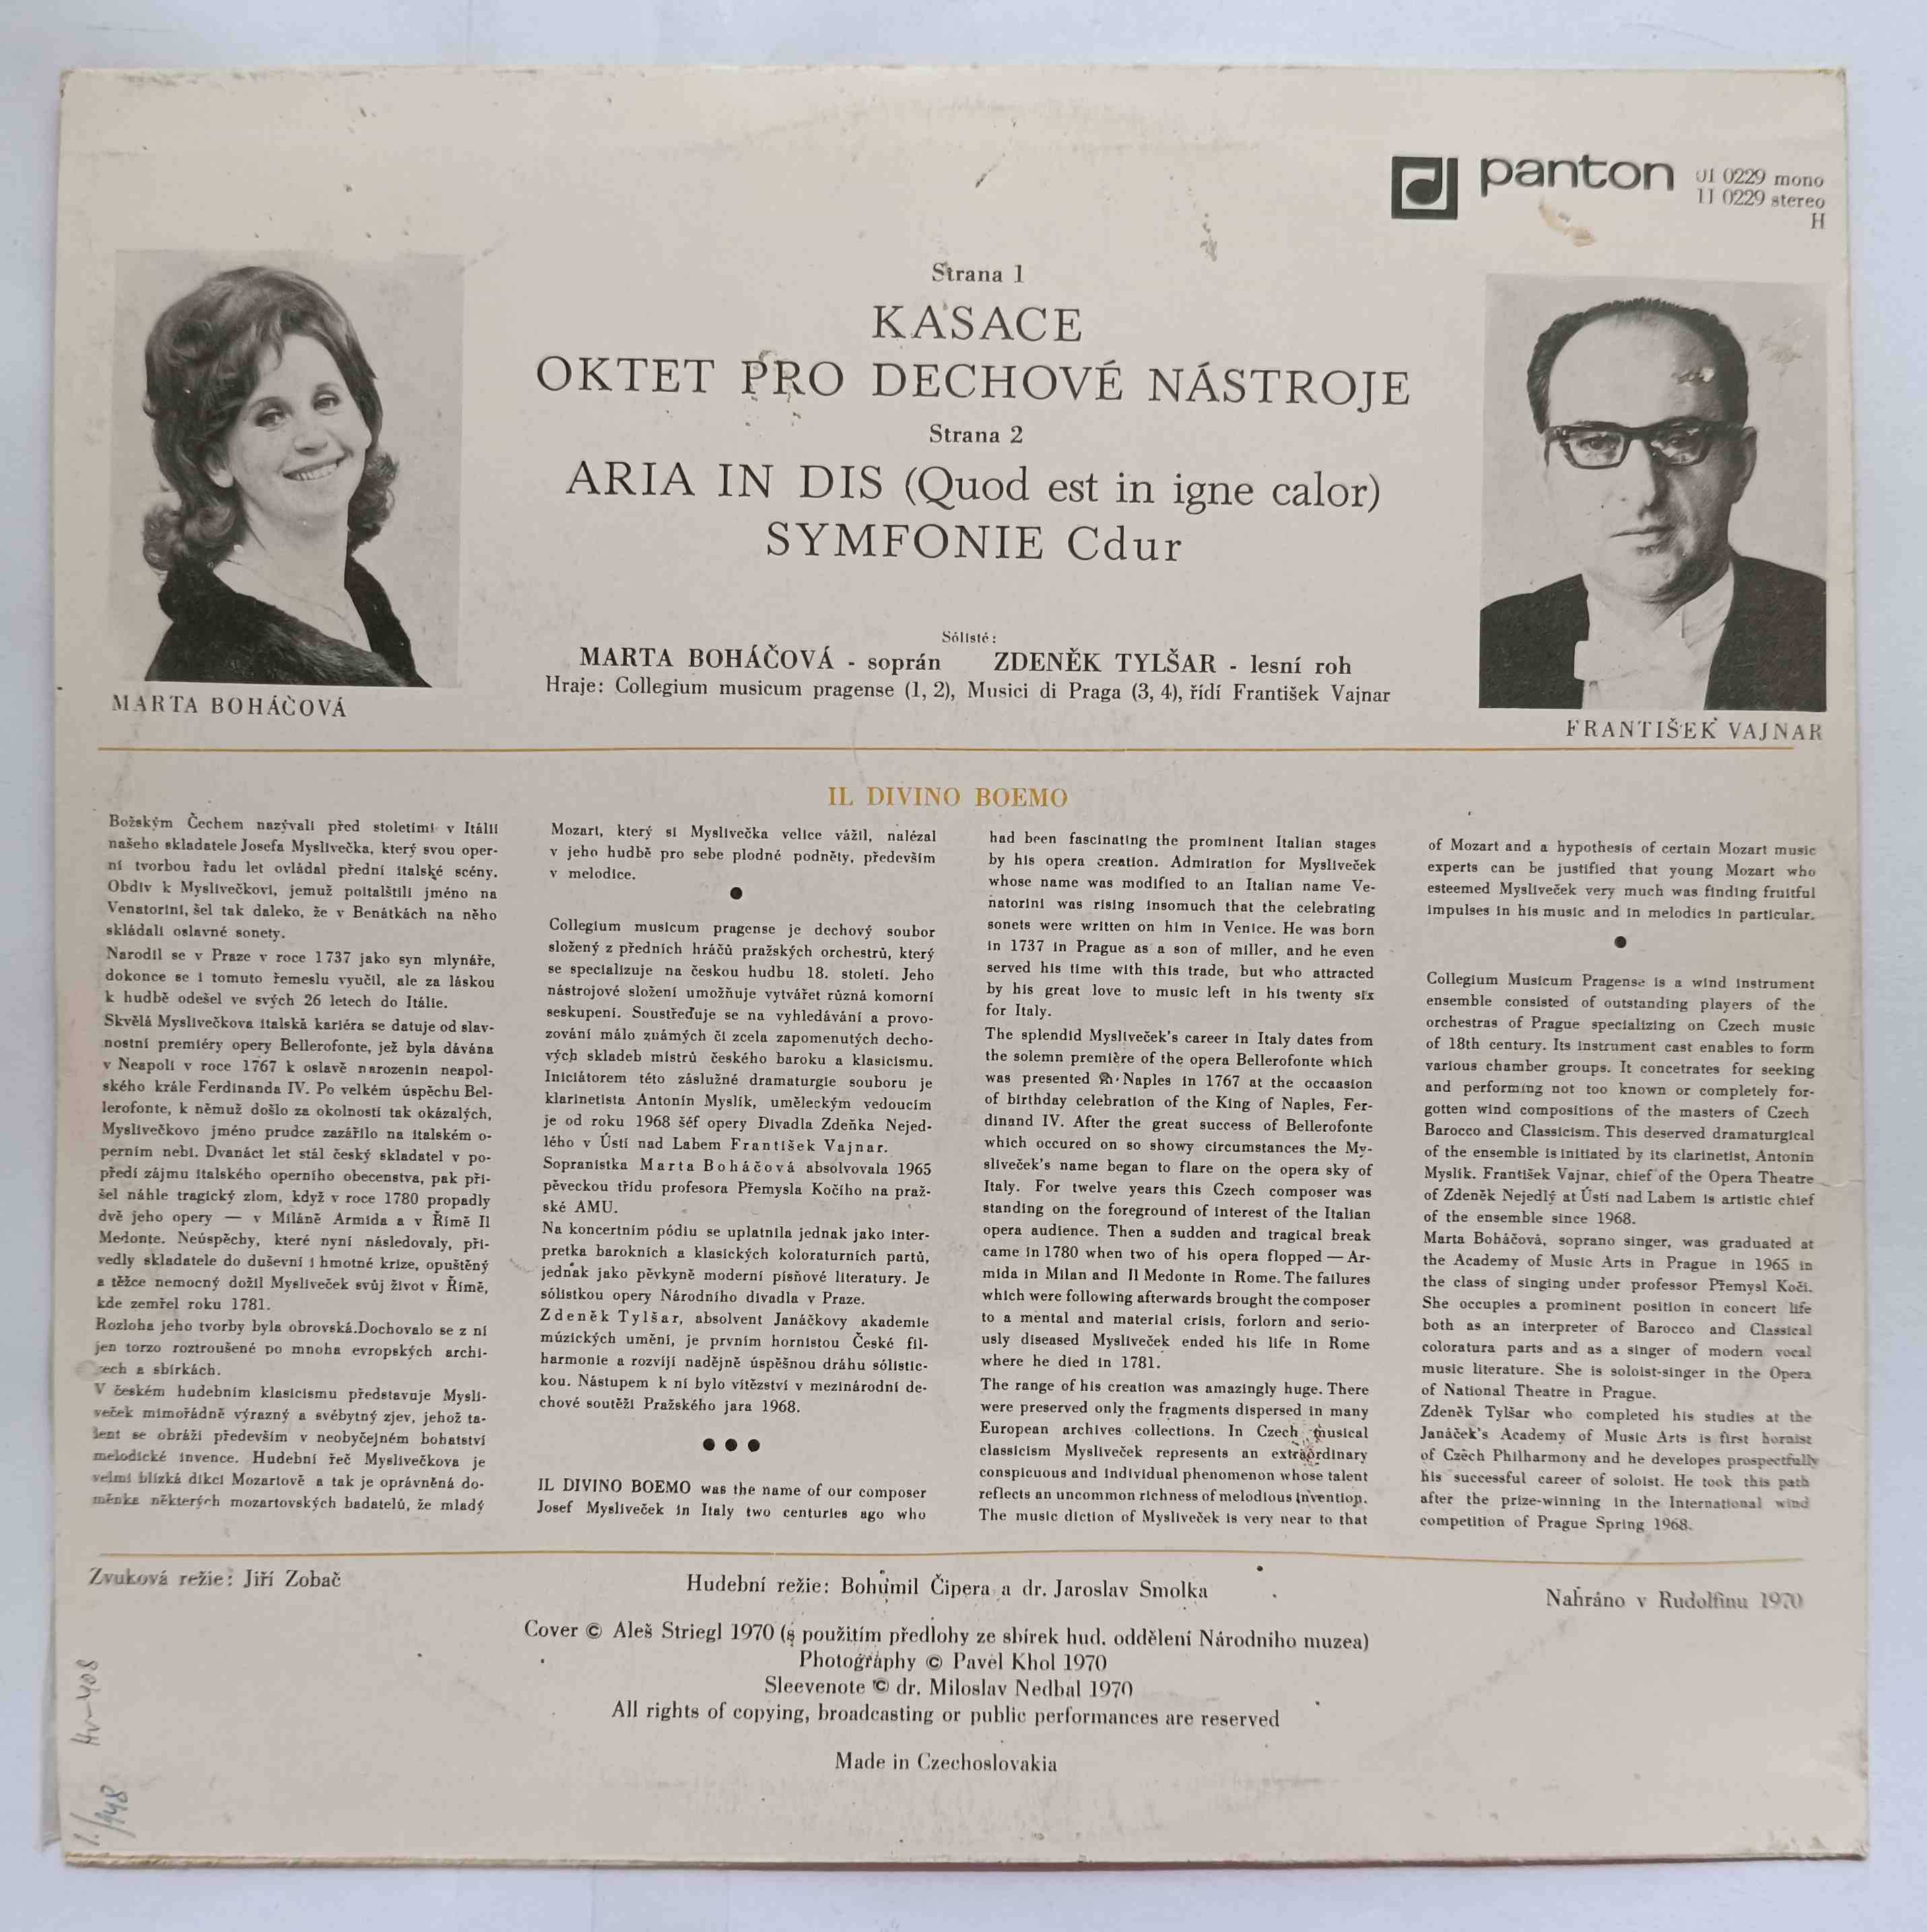 panton
01 0229 mono
11 0229 stereo
H
Strana 1
KASACE
OKTET PRO DECHOVÉ NÁSTROJE
Strana 2
ARIA IN DIS (Quod est in igne calor)
SYMFONIE Cdur
Sólisté:
MARTA BOHÁČOVÁ - soprán ZDENĚK TYLŠAR - lesní roh
Hraje: Collegium musicum pragense (1, 2), Musici di Praga (3, 4), řídí František Vajnar
MARTA BOHÁČOVÁ
FRANTIŠEK VAJNAR
IL DIVINO BOEMO
Božským Čechem nazývali před stoletími v Itálii
našeho skladatele Josefa Myslivečka, který svou oper-
ní tvorbou řadu let ovládal přední italské scény.
Obdiv k Myslivečkovi, jemuž poitalštili jméno na
Venatorini, šel tak daleko, že v Benátkách na něho
skládali oslavné sonety.
Narodil se v Praze v roce 1737 jako syn mlynáře,
dokonce se i tomuto řemeslu vyučil, ale za láskou
k hudbě odešel ve svých 26 letech do Itálie.
Skvělá Myslivečkova italská kariéra se datuje od slav-
nostní premiéry opery Bellerofonte, jež byla dávána
v Neapoli v roce 1767 k oslavě narozenin neapol-
ského krále Ferdinanda IV. Po velkém úspěchu Bel-
lerofonte, k němuž došlo za okolností tak okázalých,
Myslivečkovo jméno prudce zazářilo na italském o-
perním nebi. Dvanáct let stál český skladatel v po-
předí zájmu italského operního obecenstva, pak při-
šel náhle tragický zlom, když v roce 1780 propadly
dvě jeho opery — v Miláně Armida a v Římě Il
Medonte. Neúspěchy, které nyní následovaly, při-
vedly skladatele do duševní i hmotné krize, opuštěný
a těžce nemocný dožil Mysliveček svůj život v Římě,
kde zemřel roku 1781.
Rozloha jeho tvorby byla obrovská.Dochovalo se z ní
jen torzo roztroušené po mnoha evropských archi-
vech a sbírkách.
V českém hudebním klasicismu představuje Mysli-
veček mimořádně výrazný a svébytný zjev, jehož ta-
lent se obráží především v neobyčejném bohatství
melodické invence. Hudební řeč Myslivečkova je
velmi blízká dikci Mozartově a tak je oprávněná do-
měnka některých mozartovských badatelů, že mladý
Mozart, který si Myslivečka velice vážil, nalézal
v jeho hudbě pro sebe plodné podněty, především
v melodice.
Collegium musicum pragense je dechový soubor
složený z předních hráčů pražských orchestrů, který
se specializuje na českou hudbu 18. století. Jeho
nástrojové složení umožňuje vytvářet různá komorní
seskupení. Soustřeďuje se na vyhledávání a provo-
zování málo známých či zcela zapomenutých decho-
vých skladeb mistrů českého baroku a klasicismu.
Iniciátorem této záslužné dramaturgie souboru je
klarinetista Antonín Myslík, uměleckým vedoucím
je od roku 1968 šéf opery Divadla Zdeňka Nejed-
lého v Ústí nad Labem František Vajnar.
Sopranistka Marta Boháčová absolvovala 1965
pěveckou třídu profesora Přemysla Kočího na praž-
ské AMU.
Na koncertním pódiu se uplatnila jednak jako inter-
pretka barokních a klasických koloraturních partů,
jednak jako pěvkyně moderní písňové literatury. Je
sólistkou opery Národního divadla v Praze.
Zdeněk Tylšar, absolvent Janáčkovy akademie
múzických umění, je prvním hornistou České fil-
harmonie a rozvíjí nadějně úspěšnou dráhu sólistic-
kou. Nástupem k ní bylo vítězství v mezinárodní de-
chové soutěži Pražského jara 1968.
IL DIVINO BOEMO was the name of our composer
Josef Mysliveček in Italy two centuries ago who
had been fascinating the prominent Italian stages
by his opera creation. Admiration for Mysliveček
whose name was modified to an Italian name Ve-
natorini was rising insomuch that the celebrating
sonets were written on him in Venice. He was born
in 1737 in Prague as a son of miller, and he even
served his time with this trade, but who attracted
by his great love to music left in his twenty six
for Italy.
The splendid Mysliveček's career in Italy dates from
the solemn première of the opera Bellerofonte which
was presented Naples in 1767 at the occaasion
of birthday celebration of the King of Naples, Fer-
dinand IV. After the great success of Bellerofonte
which occured on so showy circumstances the My-
sliveček's name began to flare on the opera sky of
Italy. For twelve years this Czech composer was
standing on the foreground of interest of the Italian
opera audience. Then a sudden and tragical break
came in 1780 when two of his opera flopped — Ar-
mida in Milan and Il Medonte in Rome. The failures
which were following afterwards brought the composer
to a mental and material crisis, forlorn and serio-
usly diseased Mysliveček ended his life in Rome
where he died in 1781.
The range of his creation was amazingly huge. There
were preserved only the fragments dispersed in many
European archives collections. In Czech musical
classicism Mysliveček represents an extraordinary
conspicuous and individual phenomenon whose talent
reflects an uncommon richness of melodious invention.
The music diction of Mysliveček is very near to that
of Mozart and a hypothesis of certain Mozart music
experts can be justified that young Mozart who
esteemed Mysliveček very much was finding fruitful
impulses in his music and in melodics in particular.
Collegium Musicum Pragense is a wind instrument
ensemble consisted of outstanding players of the
orchestras of Prague specializing on Czech music
of 18th century. Its instrument cast enables to form
various chamber groups. It concetrates for seeking
and performing not too known or completely for-
gotten wind compositions of the masters of Czech
Barocco and Classicism. This deserved dramaturgical
of the ensemble is initiated by its clarinetist, Antonin
Myslík. František Vajnar, chief of the Opera Theatre
of Zdeněk Nejedlý at Ústí nad Labem is artistic chief
of the ensemble since 1968.
Marta Boháčová, soprano singer, was graduated at
the Academy of Music Arts in Prague in 1965 in
the class of singing under professor Přemysl Kočí.
She occupies a prominent position in concert life
both as an interpreter of Barocco and Classical
coloratura parts and as a singer of modern vocal
music literature. She is soloist-singer in the Opera
of National Theatre in Prague.
Zdeněk Tylšar who completed his studies at the
Janáček's Academy of Music Arts is first hornist
of Czéch Philharmony and he developes prospectfully
his successful career of soloist. He took this path
after the prize-winning in the International wind
competition of Prague Spring 1968.
Zvuková režie: Jiří Zobač
Hudební režie: Bohumil Čipera a dr. Jaroslav Smolka
Nahráno v Rudolfinu 1970
Cover © Aleš Striegl 1970 (s použitím předlohy ze sbírek hud. oddělení Národního muzea)
Photography © Pavel Khol 1970
Sleevenote © dr. Miloslav Nedbal 1970
All rights of copying, broadcasting or public performances are reserved
Made in Czechoslovakia
Hv-408
1./948